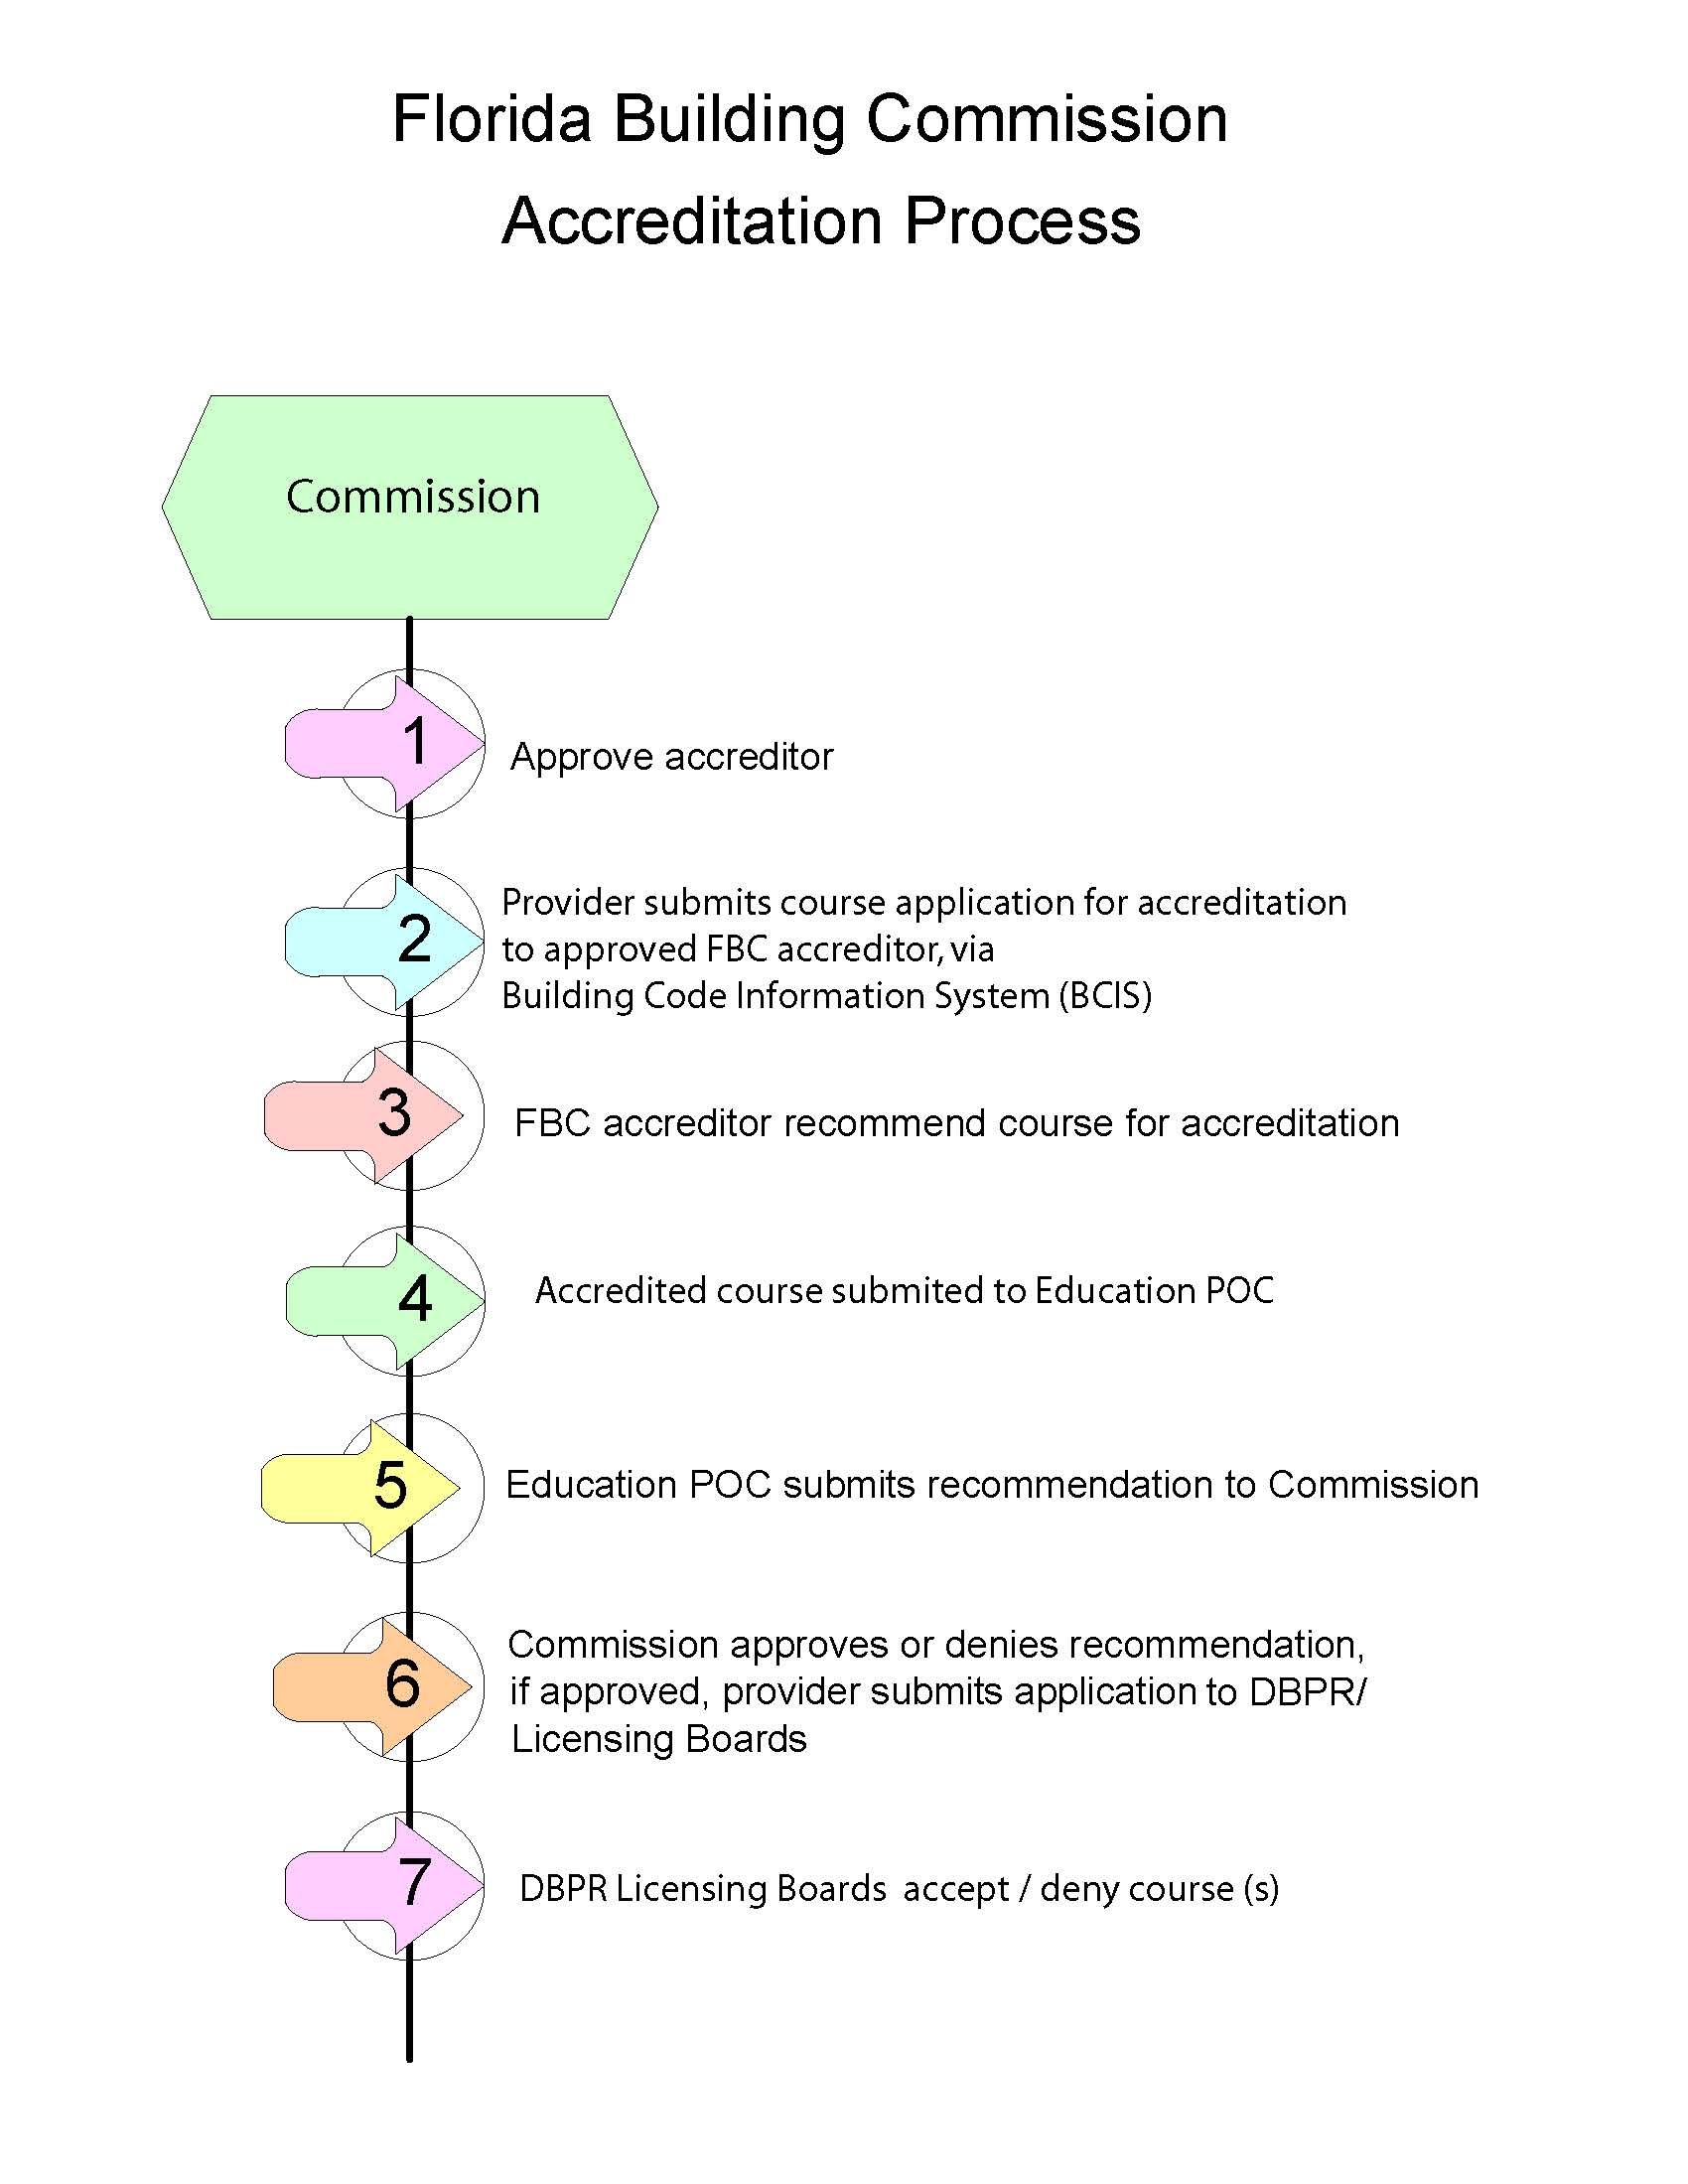 Florida Building Commission
Accreditation Process
Commission
1
Approve accreditor
2
Provider submits course application for accreditation
to approved FBC accreditor, via
Building Code Information System (BCIS)
3
FBC accreditor recommend course for accreditation
4
Accredited course submited to Education POC
5
Education POC submits recommendation to Commission
6
Commission approves or denies recommendation,
if approved, provider submits application to DBPR/
Licensing Boards
7
DBPR Licensing Boards accept / deny course (s)